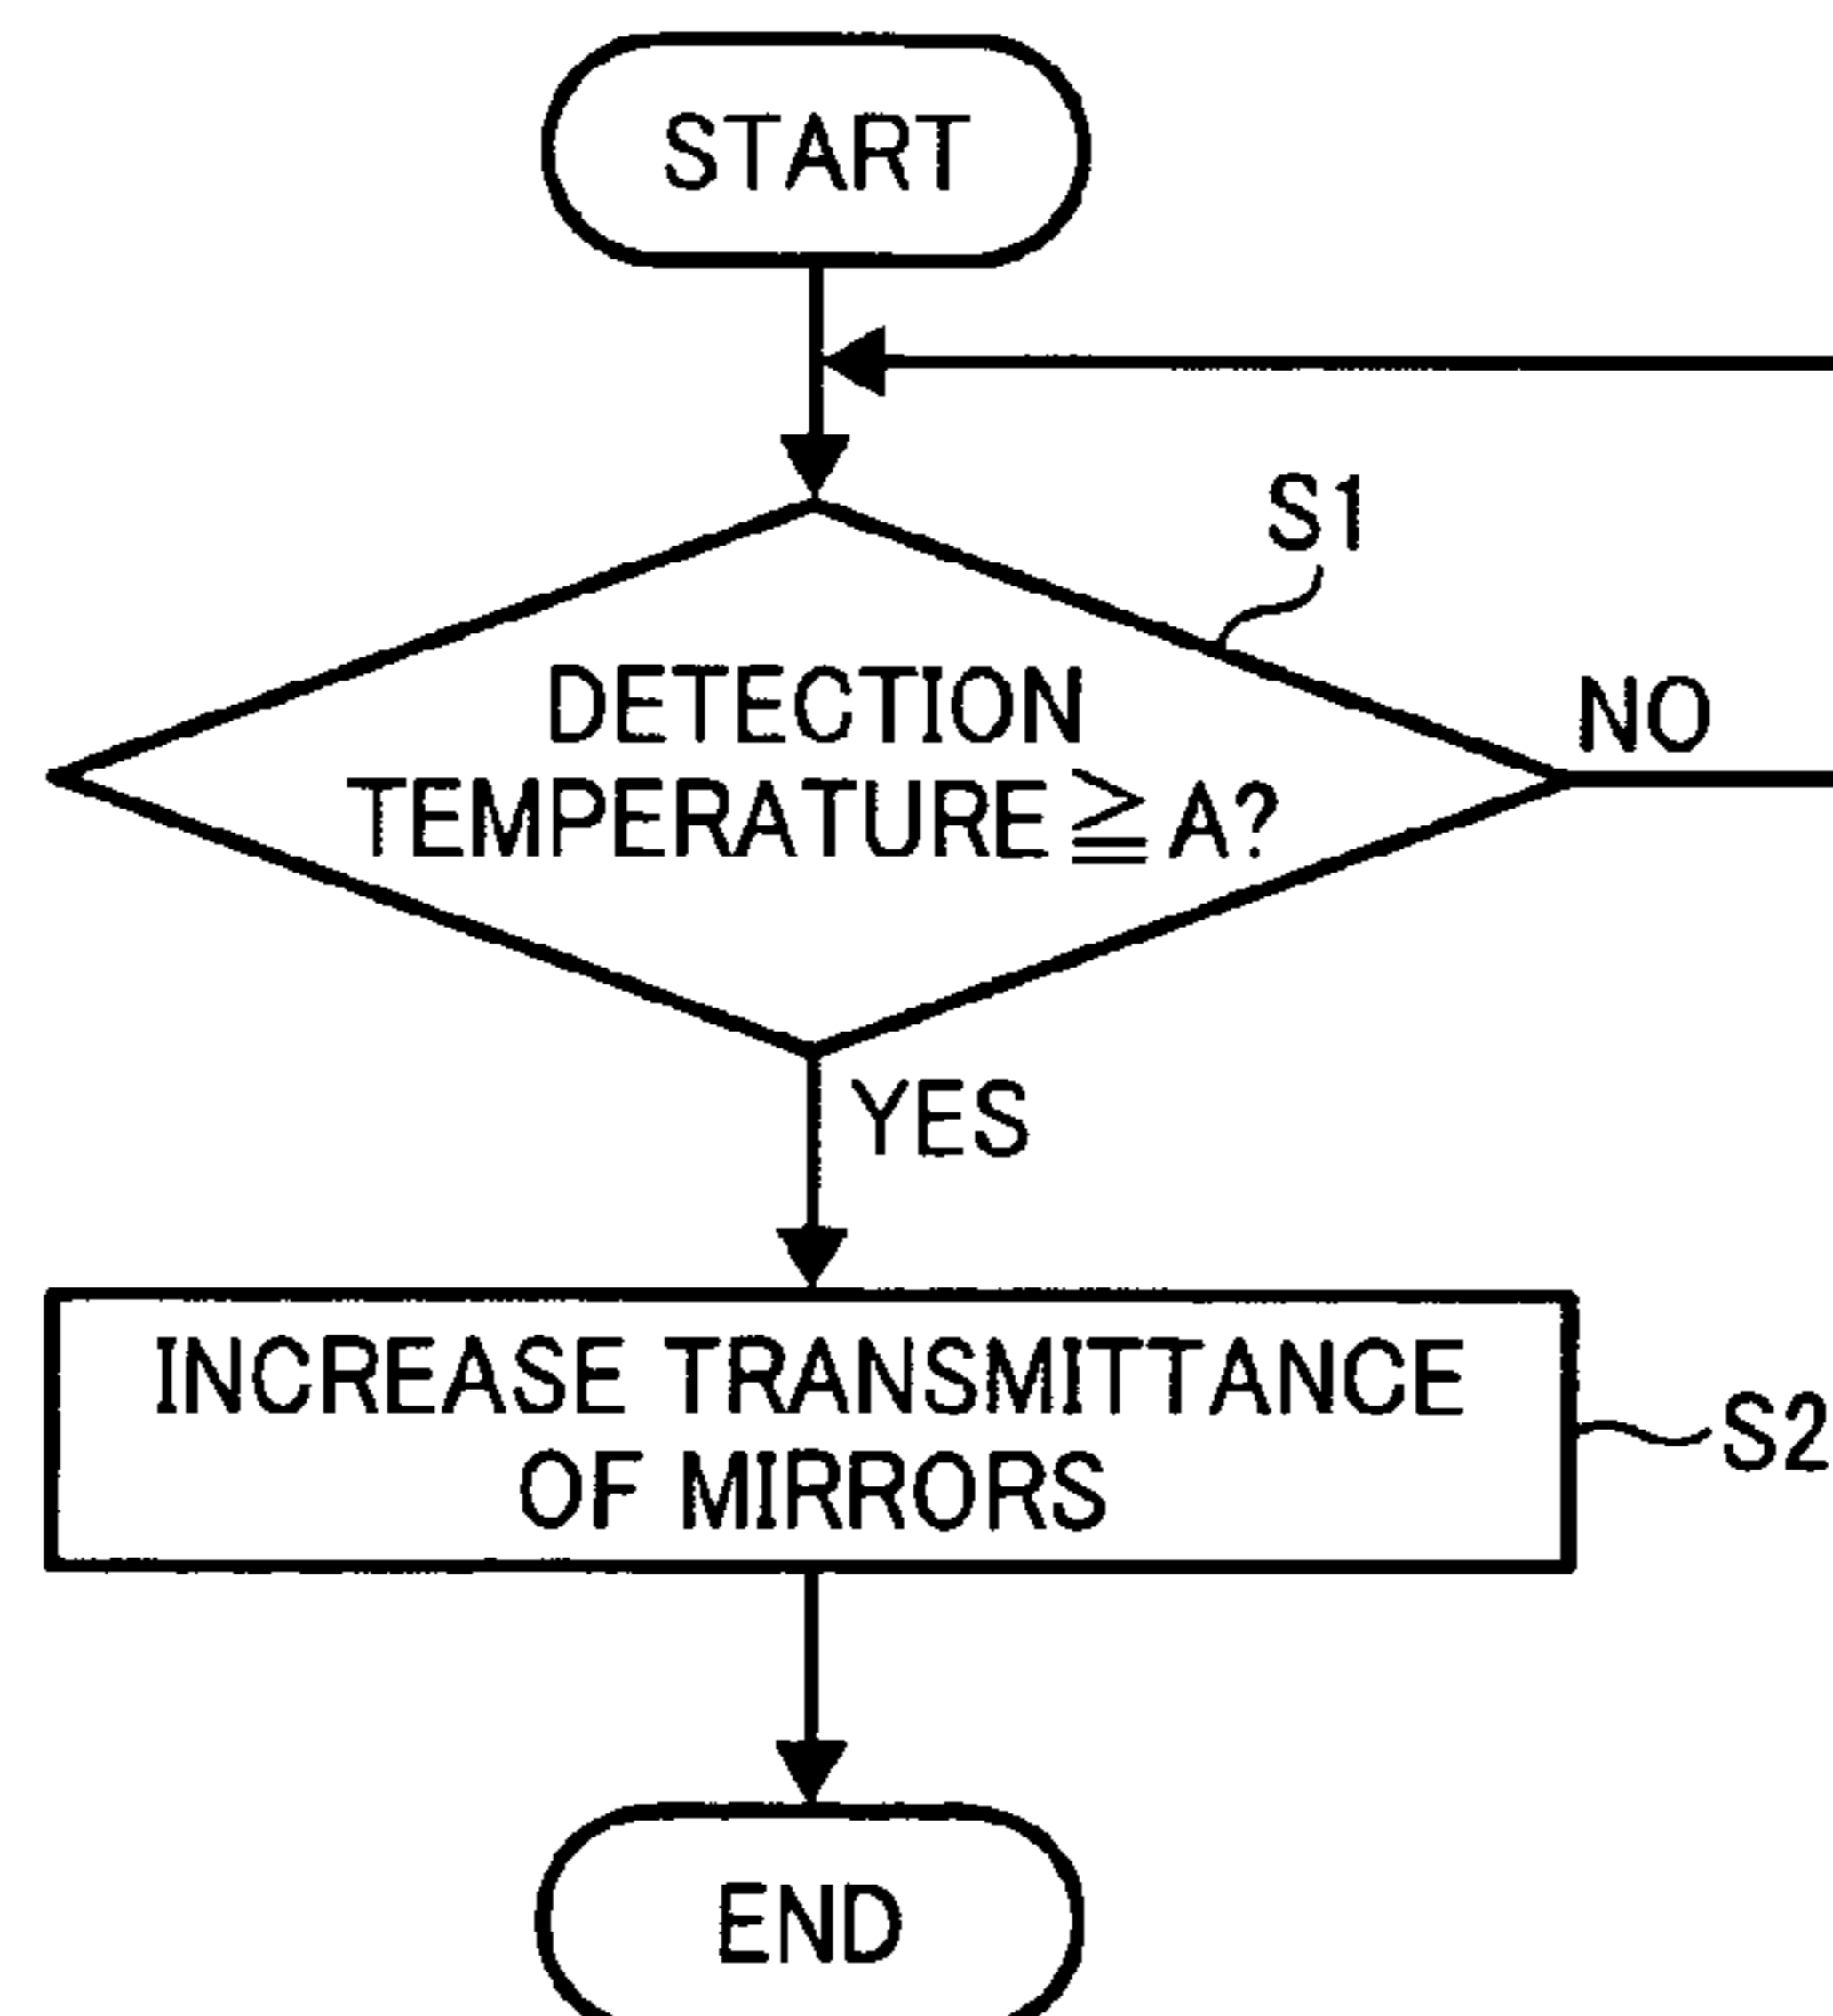 START
S1
DETECTION
TEMPERATURE≧A?
NO
YES
INCREASE TRANSMITTANCE
OF MIRRORS
S2
END